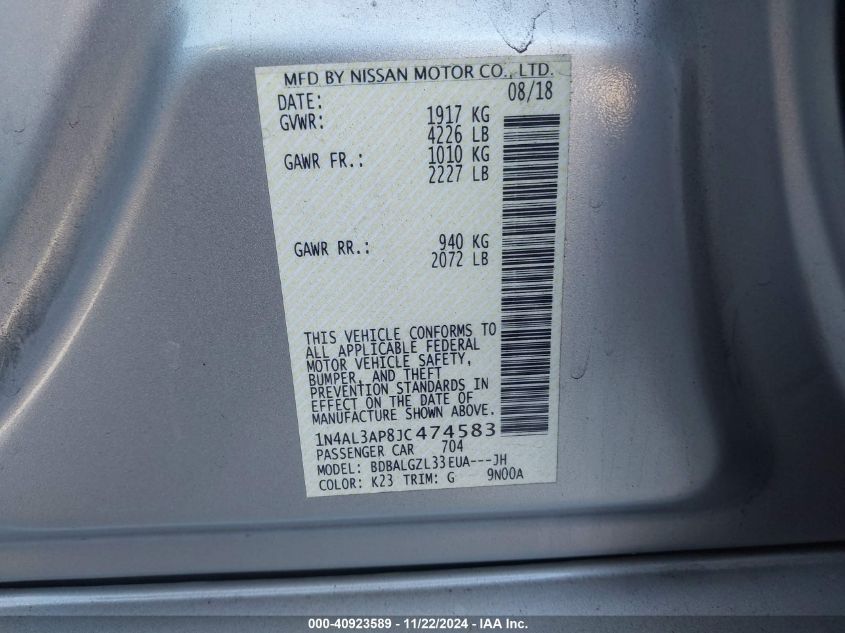 MFD BY NISSAN MOTOR CO., LTD.
DATE: 08/18
GVWR: 1917 KG
4226 LB
GAWR FR.: 1010 KG
2227 LB
GAWR RR.: 940 KG
2072 LB
THIS VEHICLE CONFORMS TO
ALL APPLICABLE FEDERAL
MOTOR VEHICLE SAFETY,
BUMPER, AND THEFT
PREVENTION STANDARDS IN
EFFECT ON THE DATE OF
MANUFACTURE SHOWN ABOVE.
1N4AL3AP8JC474583
PASSENGER CAR 704
MODEL: BDBALGZL33EUA---JH
COLOR: K23 TRIM: G 9N00A
000-40923589 - 11/22/2024 - IAA Inc.